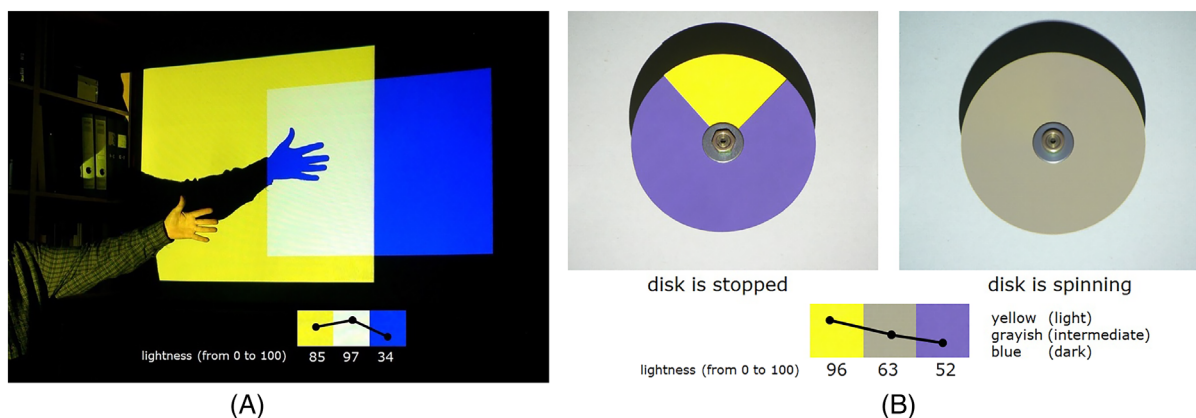 lightness (from 0 to 100) 85 97 34
(A)
disk is stopped
disk is spinning
yellow (light)
grayish (intermediate)
blue (dark)
lightness (from 0 to 100) 96 63 52
(B)